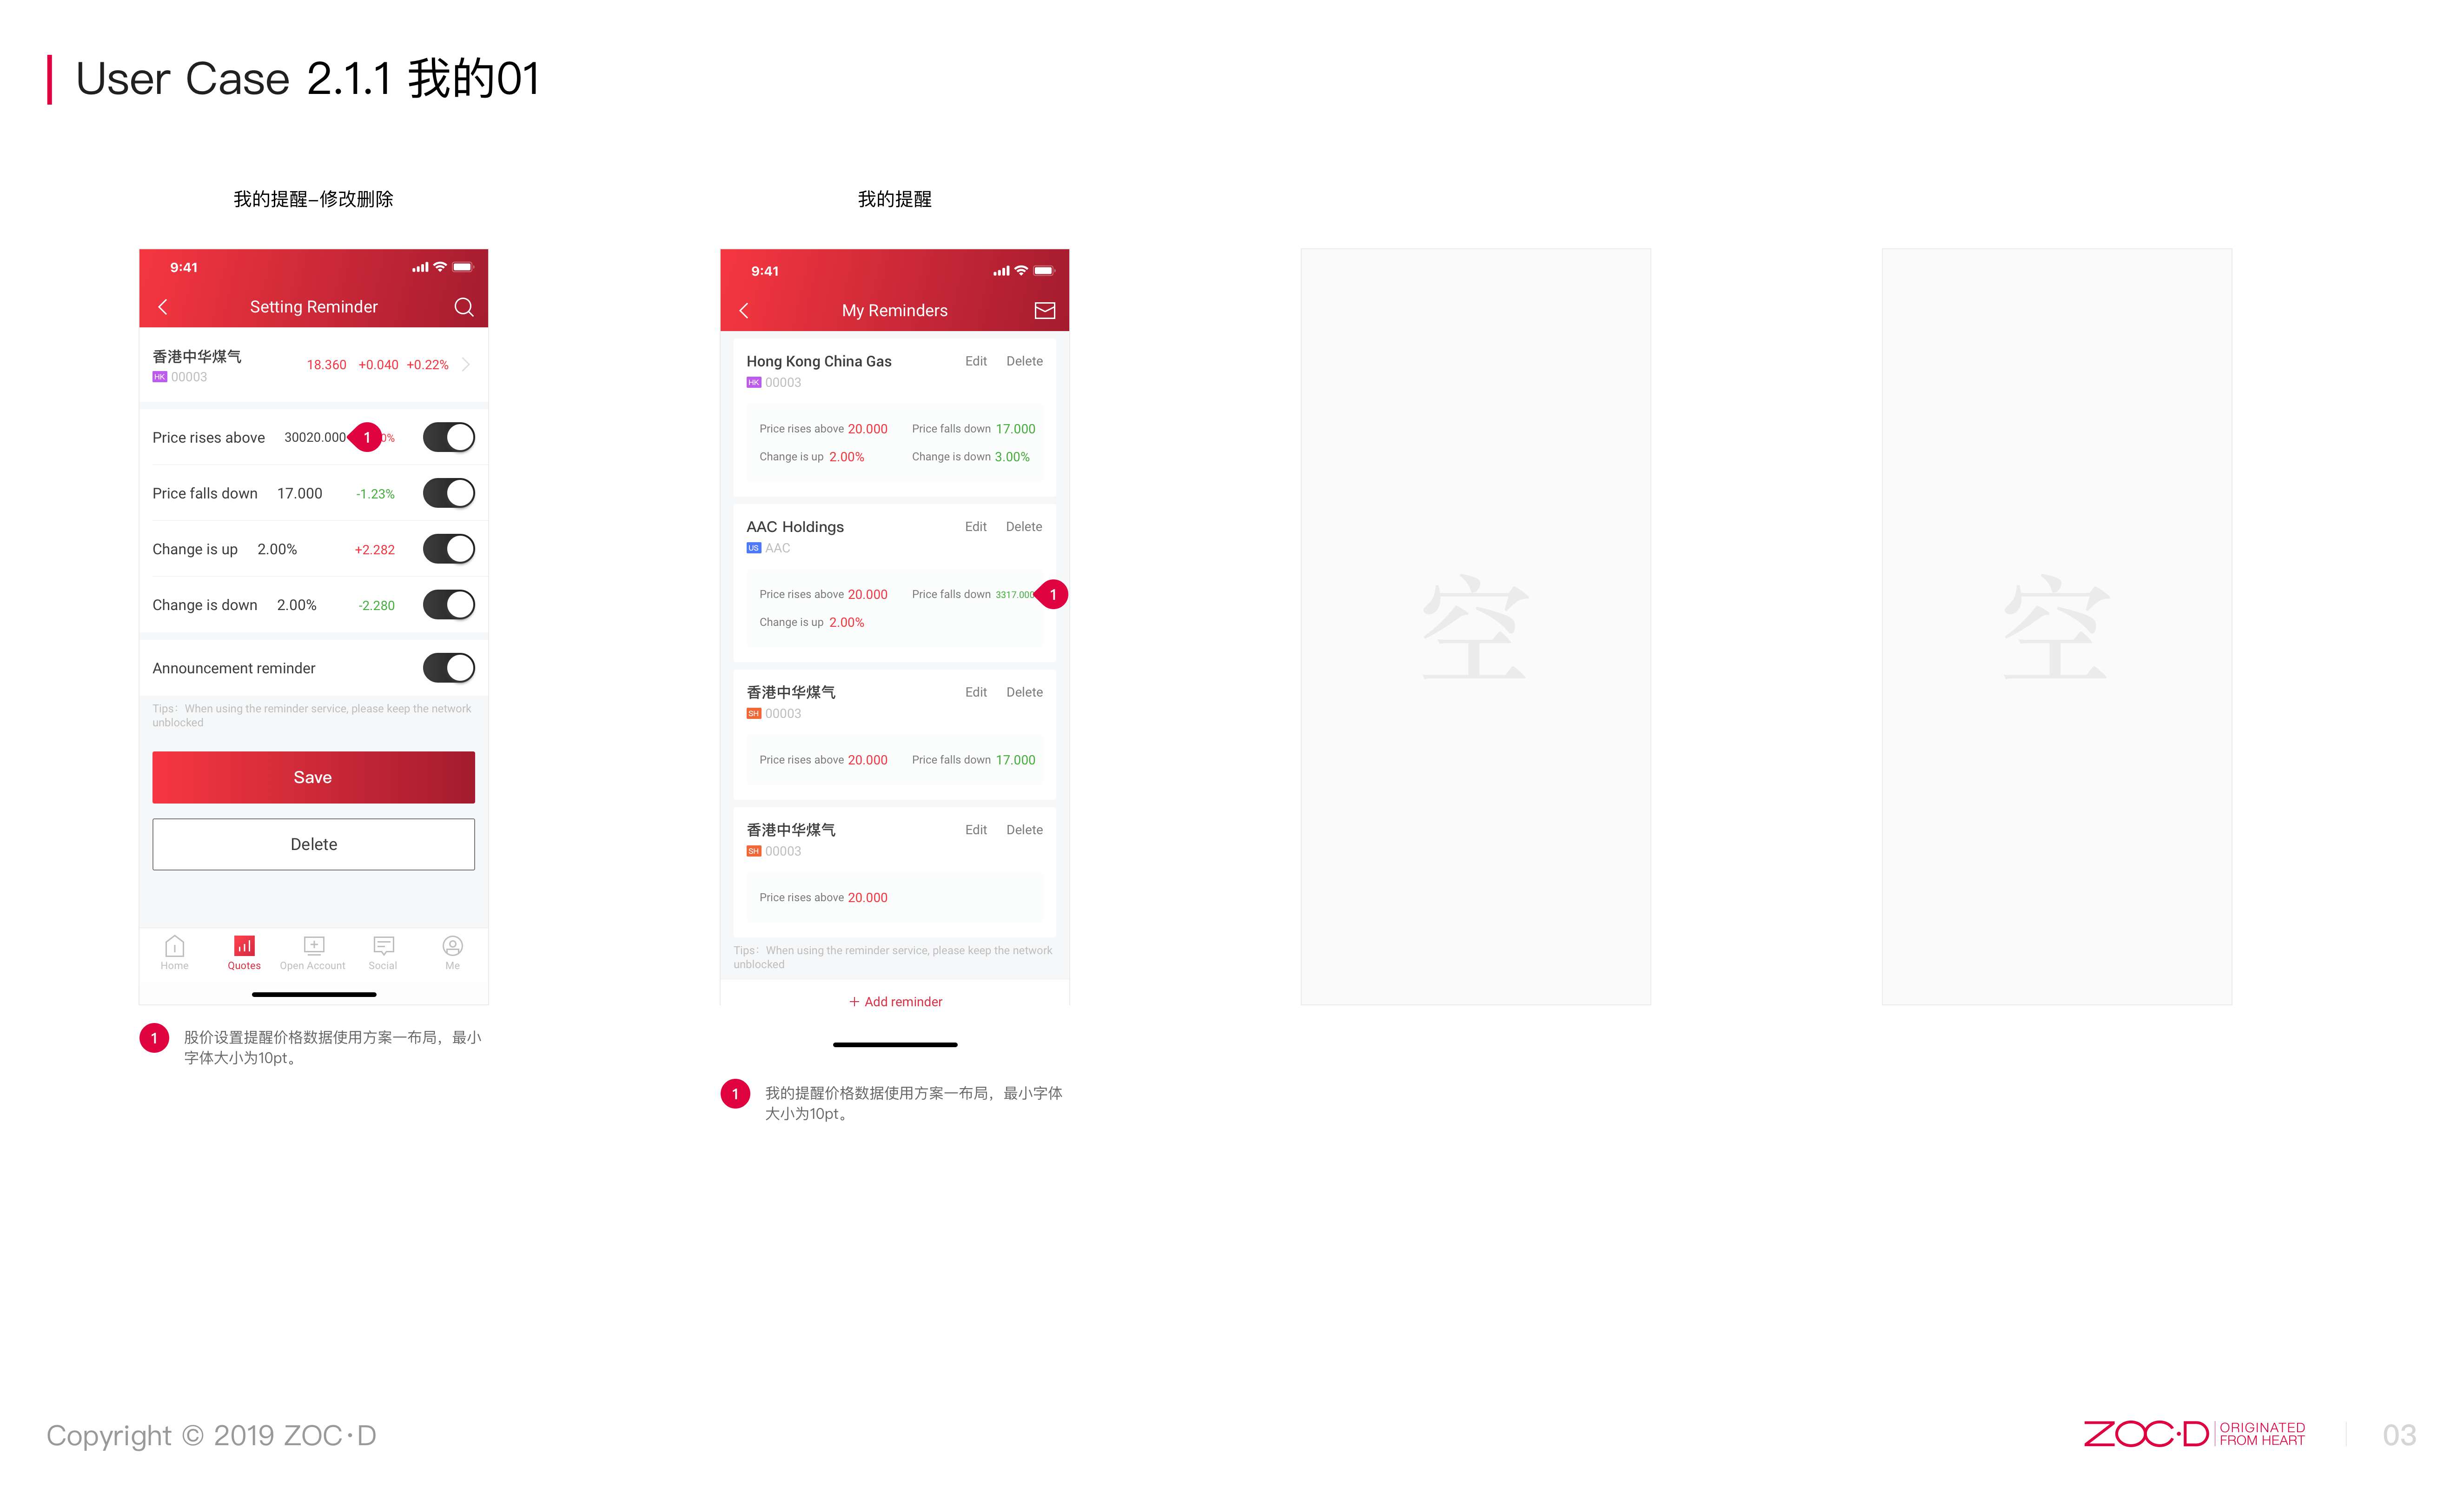 User Case 2.1.1 我的01
我的提醒–修改删除
9:41
Setting Reminder
香港中华煤气
18.360 +0.040 +0.22%
HK 00003
Price rises above 30020.000 1 0%
Price falls down 17.000 -1.23%
Change is up 2.00% +2.282
Change is down 2.00% -2.280
Announcement reminder
Tips：When using the reminder service, please keep the network
unblocked
Save
Delete
Home Quotes Open Account Social Me
1 股价设置提醒价格数据使用方案一布局，最小
字体大小为10pt。
我的提醒
9:41
My Reminders
Hong Kong China Gas Edit Delete
HK 00003
Price rises above 20.000 Price falls down 17.000
Change is up 2.00% Change is down 3.00%
AAC Holdings Edit Delete
US AAC
Price rises above 20.000 Price falls down 3317.000 1
Change is up 2.00%
香港中华煤气 Edit Delete
SH 00003
Price rises above 20.000 Price falls down 17.000
香港中华煤气 Edit Delete
SH 00003
Price rises above 20.000
Tips：When using the reminder service, please keep the network
unblocked
+ Add reminder
1 我的提醒价格数据使用方案一布局，最小字体
大小为10pt。
空
空
Copyright © 2019 ZOC·D
ZOC·D
ORIGINATED
FROM HEART
03